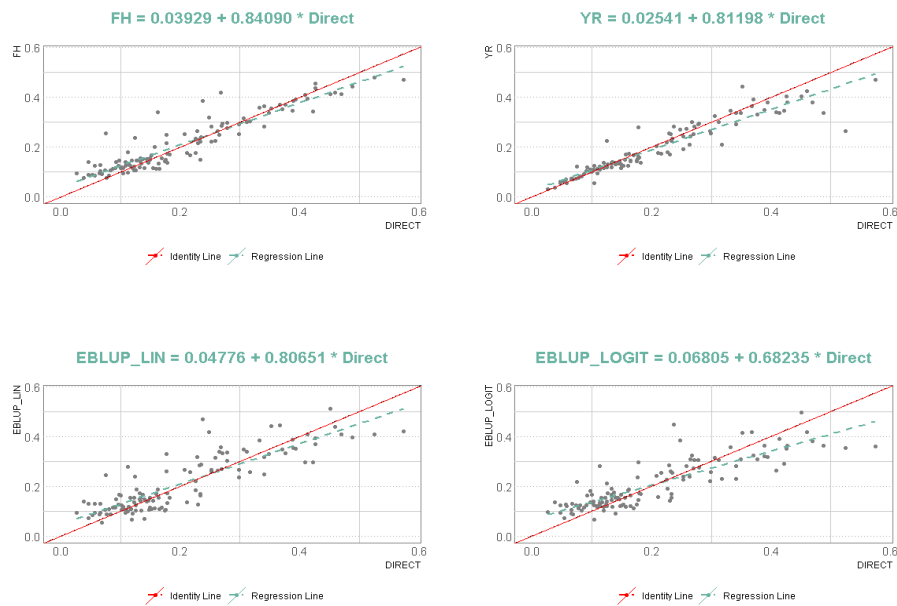 FH = 0.03929 + 0.84090 * Direct
FH
0.6
0.4
0.2
0.0
0.0 0.2 0.4 0.6
DIRECT
Identity Line Regression Line
YR = 0.02541 + 0.81198 * Direct
YR
0.6
0.4
0.2
0.0
0.0 0.2 0.4 0.6
DIRECT
Identity Line Regression Line
EBLUP_LIN = 0.04776 + 0.80651 * Direct
EBLUP_LIN
0.6
0.4
0.2
0.0
0.0 0.2 0.4 0.6
DIRECT
Identity Line Regression Line
EBLUP_LOGIT = 0.06805 + 0.68235 * Direct
EBLUP_LOGIT
0.6
0.4
0.2
0.0
0.0 0.2 0.4 0.6
DIRECT
Identity Line Regression Line